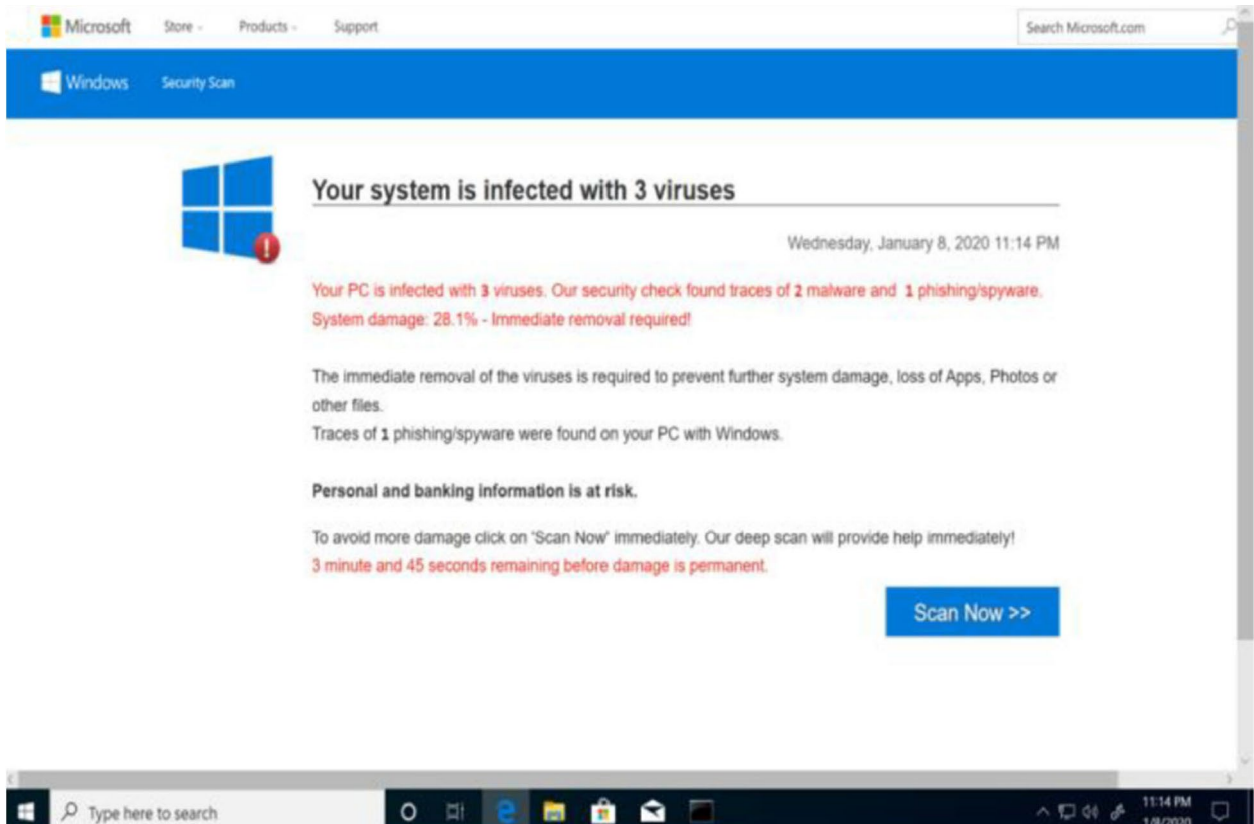 Microsoft Store Products Support Search Microsoft.com
Windows Security Scan
Your system is infected with 3 viruses
Wednesday, January 8, 2020 11:14 PM
Your PC is infected with 3 viruses. Our security check found traces of 2 malware and 1 phishing/spyware.
System damage: 28.1% - Immediate removal required!
The immediate removal of the viruses is required to prevent further system damage, loss of Apps, Photos or
other files.
Traces of 1 phishing/spyware were found on your PC with Windows.
Personal and banking information is at risk.
To avoid more damage click on 'Scan Now' immediately. Our deep scan will provide help immediately!
3 minute and 45 seconds remaining before damage is permanent.
Scan Now >>
Type here to search
11:14 PM
1/8/2020